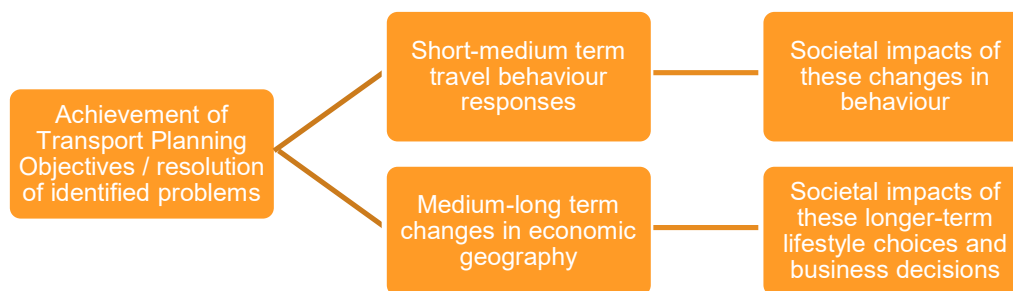 Achievement of
Transport Planning
Objectives / resolution
of identified problems
Short-medium term
travel behaviour
responses
Societal impacts of
these changes in
behaviour
Medium-long term
changes in economic
geography
Societal impacts of
these longer-term
lifestyle choices and
business decisions